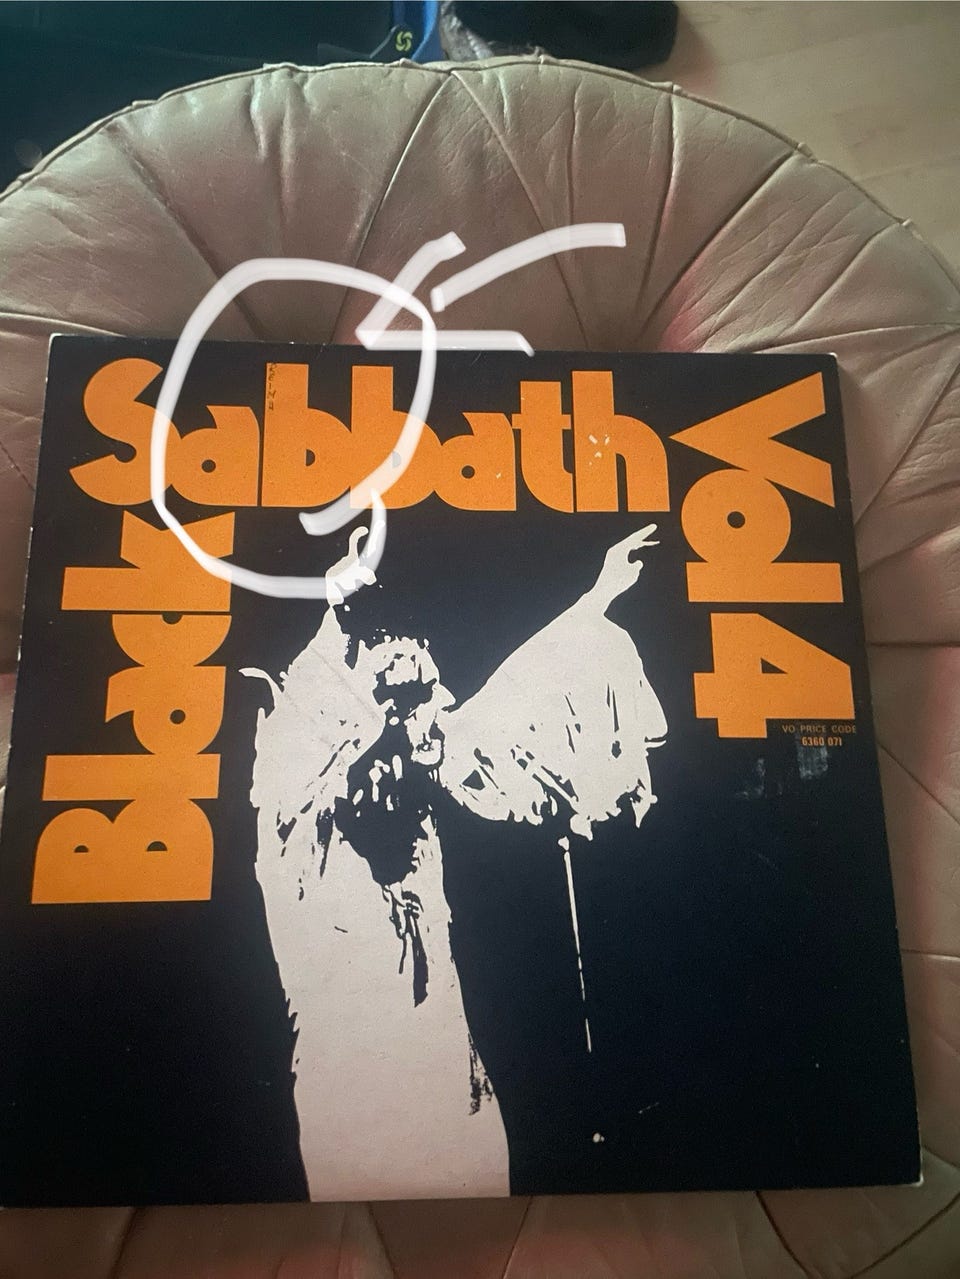 Black
Sabbath
Vol 4
VO PRICE CODE
6360 071